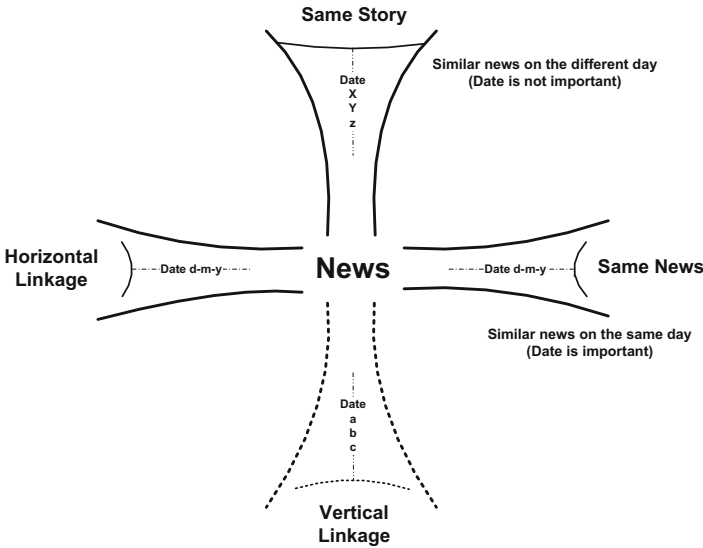 Same Story
Similar news on the different day
(Date is not important)
Date
X
Y
z
Horizontal
Linkage
Date d-m-y
News
Date d-m-y
Same News
Similar news on the same day
(Date is important)
Date
a
b
c
Vertical
Linkage